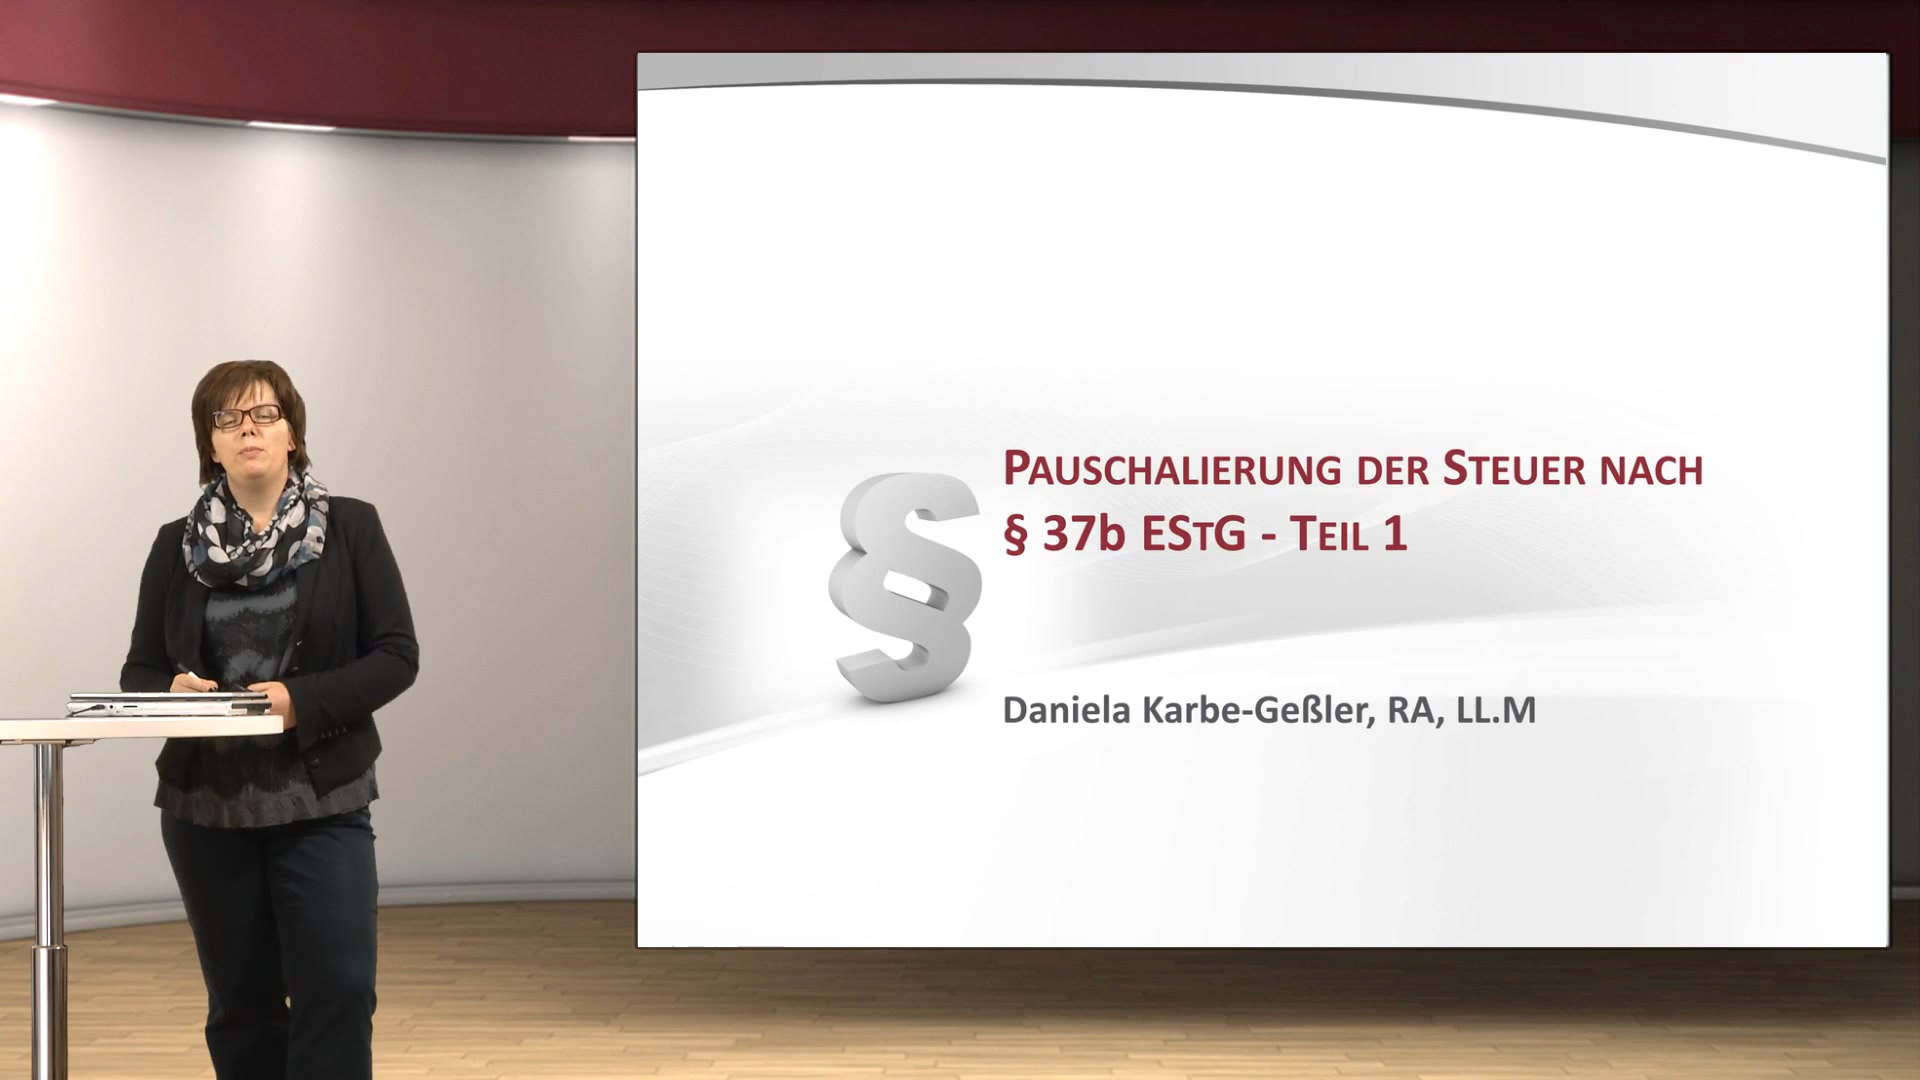 Pauschalierung der Steuer nach
§ 37b EStG - Teil 1
Daniela Karbe-Geßler, RA, LL.M